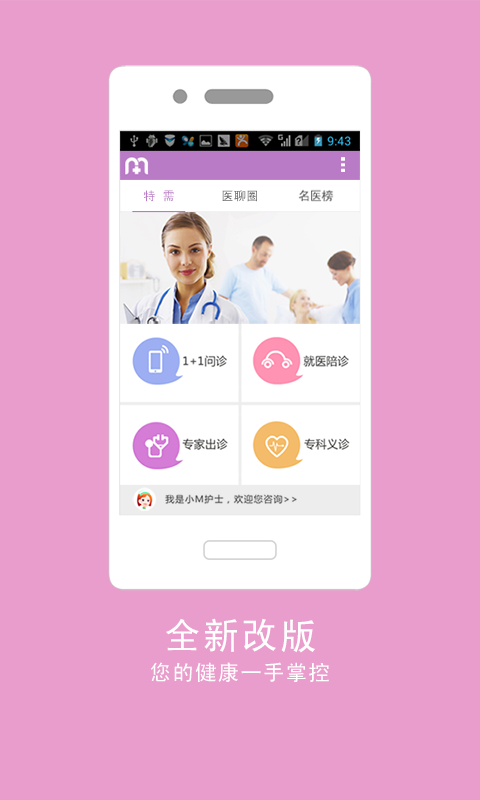 9:43
特 需 医聊圈 名医榜
1+1问诊 就医陪诊
专家出诊 专科义诊
我是小M护士，欢迎您咨询>>
全新改版
您的健康一手掌控